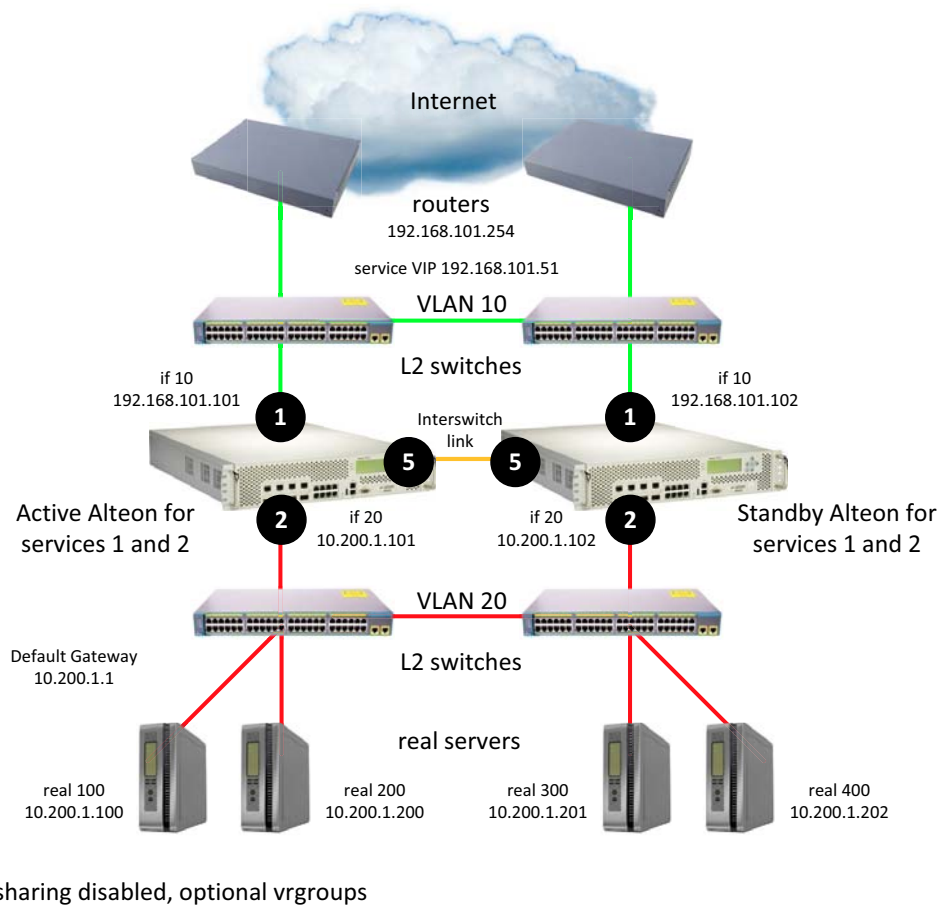 Internet
routers
192.168.101.254
service VIP 192.168.101.51
VLAN 10
L2 switches
if 10
192.168.101.101
if 10
192.168.101.102
1
1
Interswitch
link
5
5
Active Alteon for
services 1 and 2
2
if 20
10.200.1.101
if 20
10.200.1.102
2
Standby Alteon for
services 1 and 2
VLAN 20
L2 switches
Default Gateway
10.200.1.1
real servers
real 100
10.200.1.100
real 200
10.200.1.200
real 300
10.200.1.201
real 400
10.200.1.202
sharing disabled, optional vrgroups